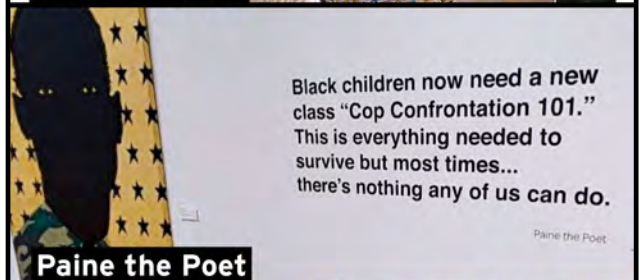 Black children now need a new
class “Cop Confrontation 101.”
This is everything needed to
survive but most times...
there's nothing any of us can do.
Paine the Poet
Paine the Poet